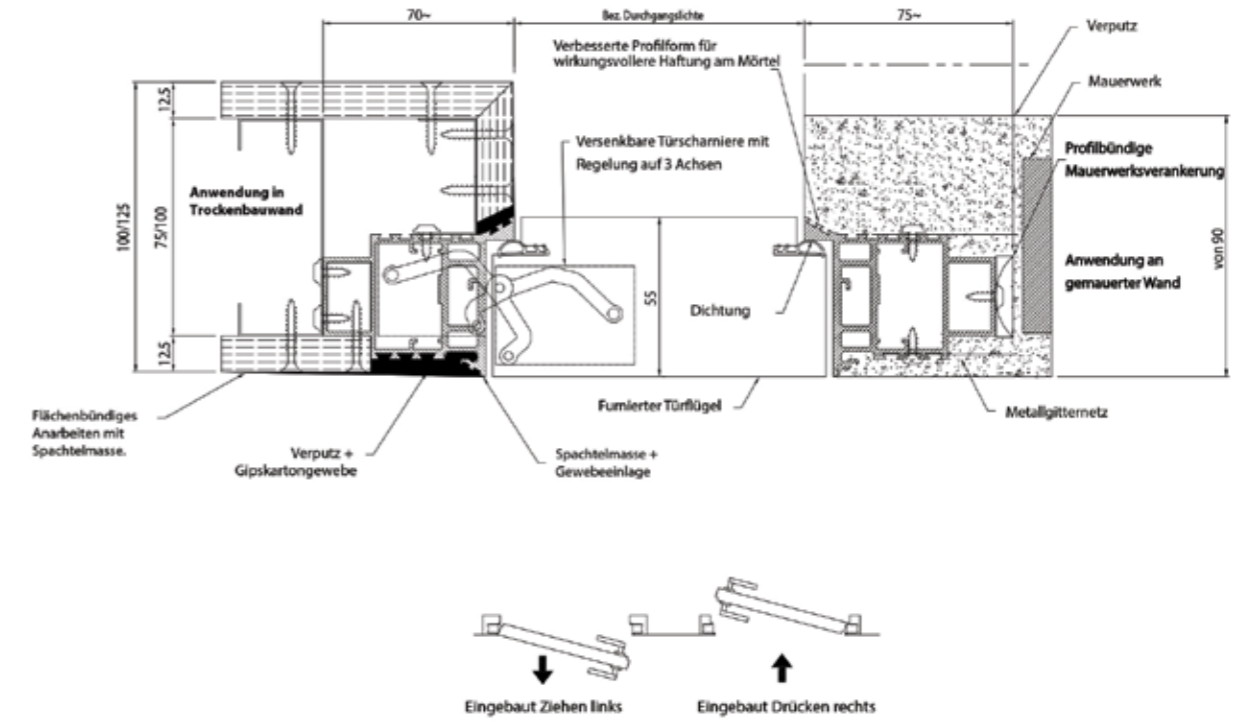 70~
Bez. Durchgangslichte
75~
Verputz
Verbesserte Profilform für
wirkungsvollere Haftung am Mörtel
Mauerwerk
12,5
Versenkbare Türscharniere mit
Regelung auf 3 Achsen
Profilbündige
Mauerwerksverankerung
Anwendung in
Trockenbauwand
100/125
75/100
von 90
Anwendung an
gemauerter Wand
55
Dichtung
12,5
Furnierter Türflügel
Metallgitternetz
Flächenbündiges
Anarbeiten mit
Spachtelmasse.
Verputz +
Gipskartongewebe
Spachtelmasse +
Gewebeeinlage
Eingebaut Ziehen links
Eingebaut Drücken rechts